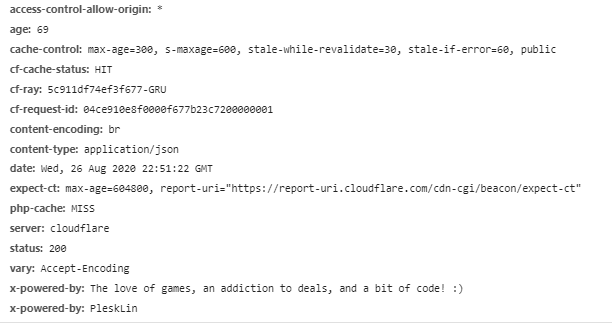 access-control-allow-origin: *
age: 69
cache-control: max-age=300, s-maxage=600, stale-while-revalidate=30, stale-if-error=60, public
cf-cache-status: HIT
cf-ray: 5c911df74ef3f677-GRU
cf-request-id: 04ce910e8f0000f677b23c7200000001
content-encoding: br
content-type: application/json
date: Wed, 26 Aug 2020 22:51:22 GMT
expect-ct: max-age=604800, report-uri="https://report-uri.cloudflare.com/cdn-cgi/beacon/expect-ct"
php-cache: MISS
server: cloudflare
status: 200
vary: Accept-Encoding
x-powered-by: The love of games, an addiction to deals, and a bit of code! :)
x-powered-by: PleskLin